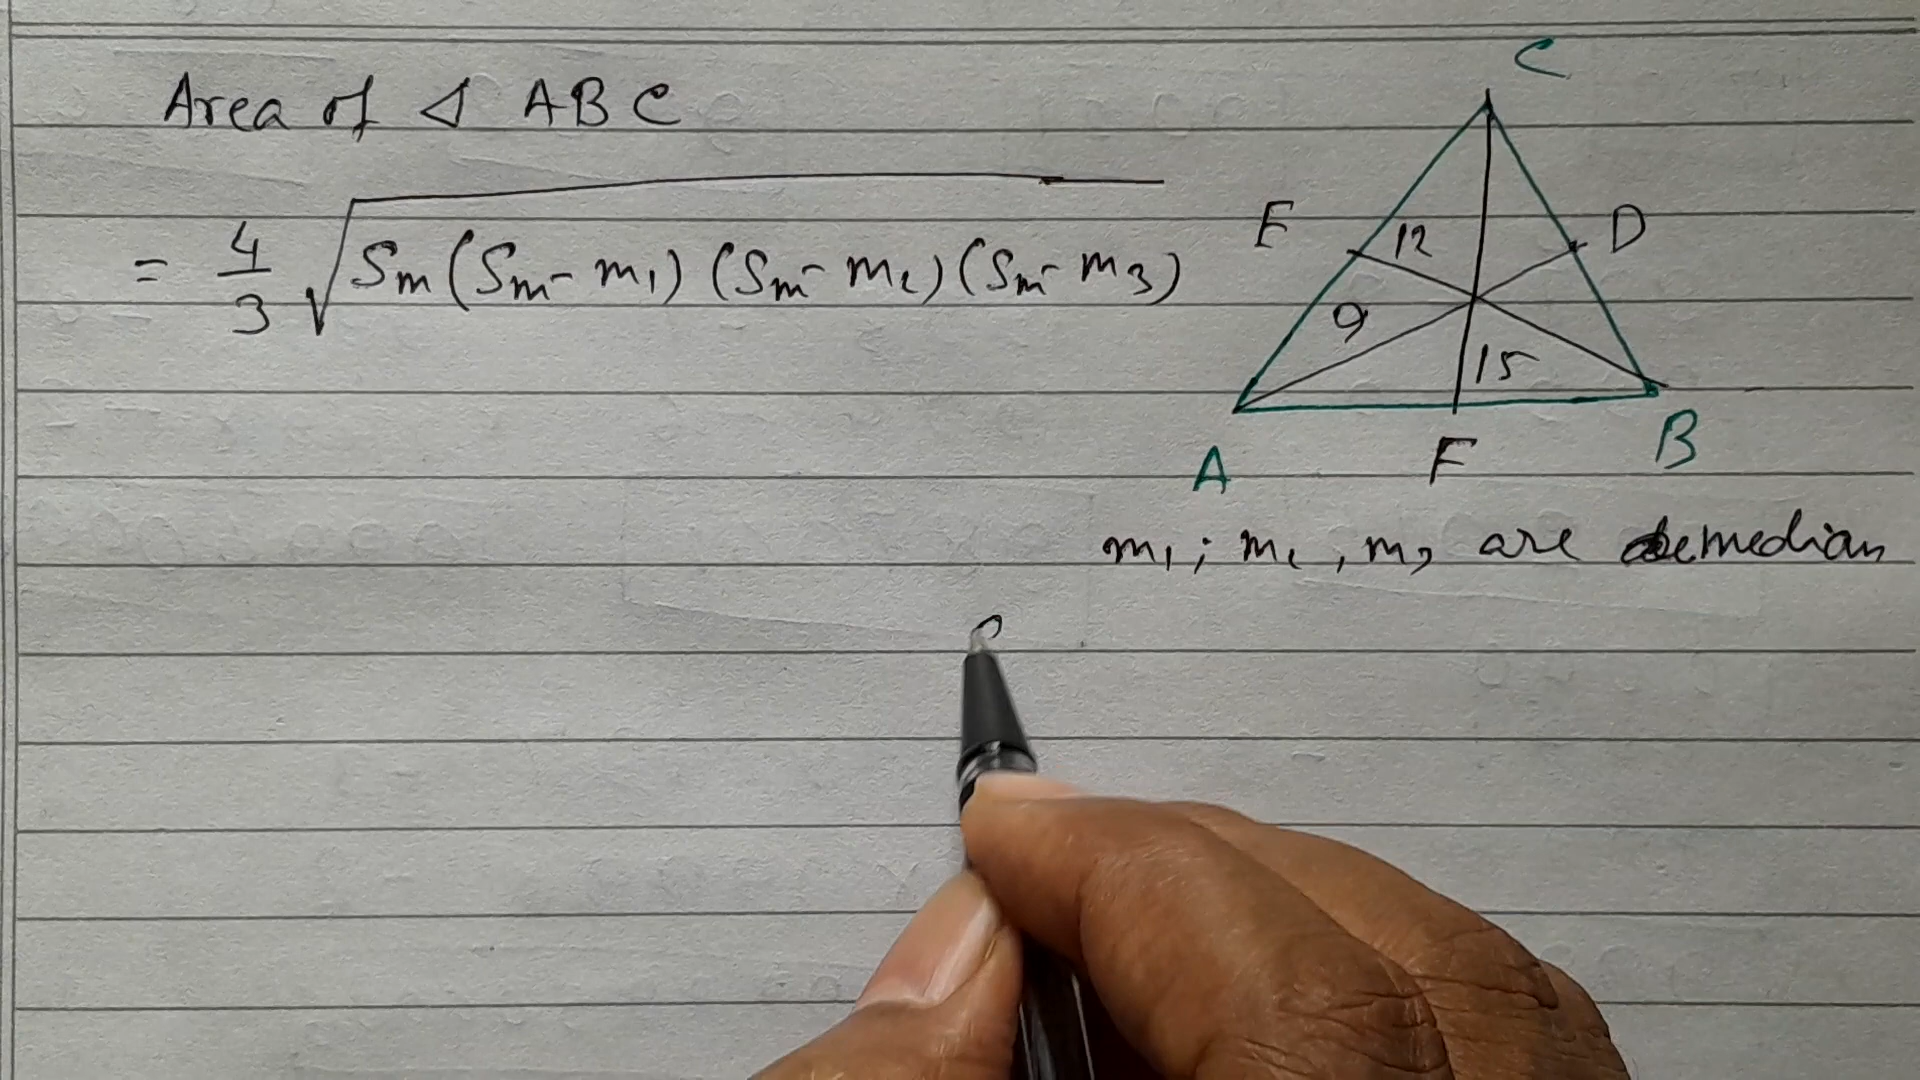 Area of Δ ABC
= 4/3 √Sm(Sm - m1) (Sm - m2) (Sm - m3)
C
E
12
D
9
15
A
F
B
m1; m2, m3 are median